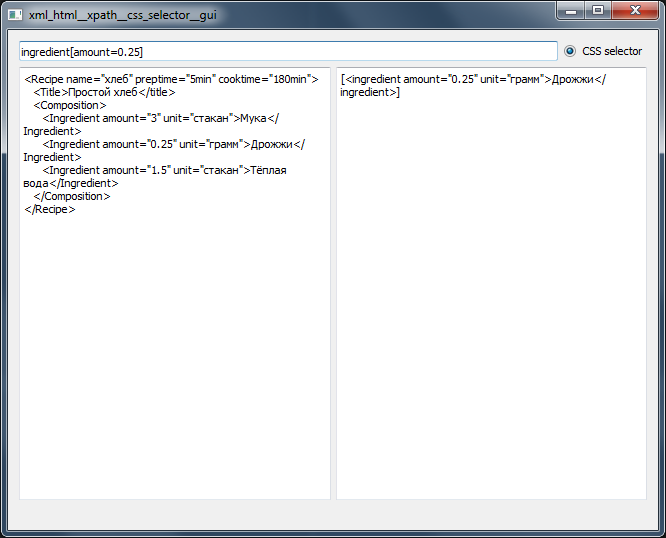 xml_html__xpath__css_selector__gui
ingredient[amount=0.25]
CSS selector
<Recipe name="хлеб" preptime="5min" cooktime="180min">
<Title>Простой хлеб</title>
<Composition>
<Ingredient amount="3" unit="стакан">Мука</
Ingredient>
<Ingredient amount="0.25" unit="грамм">Дрожжи</
Ingredient>
<Ingredient amount="1.5" unit="стакан">Тёплая
вода</Ingredient>
</Composition>
</Recipe>
[<ingredient amount="0.25" unit="грамм">Дрожжи</
ingredient>]